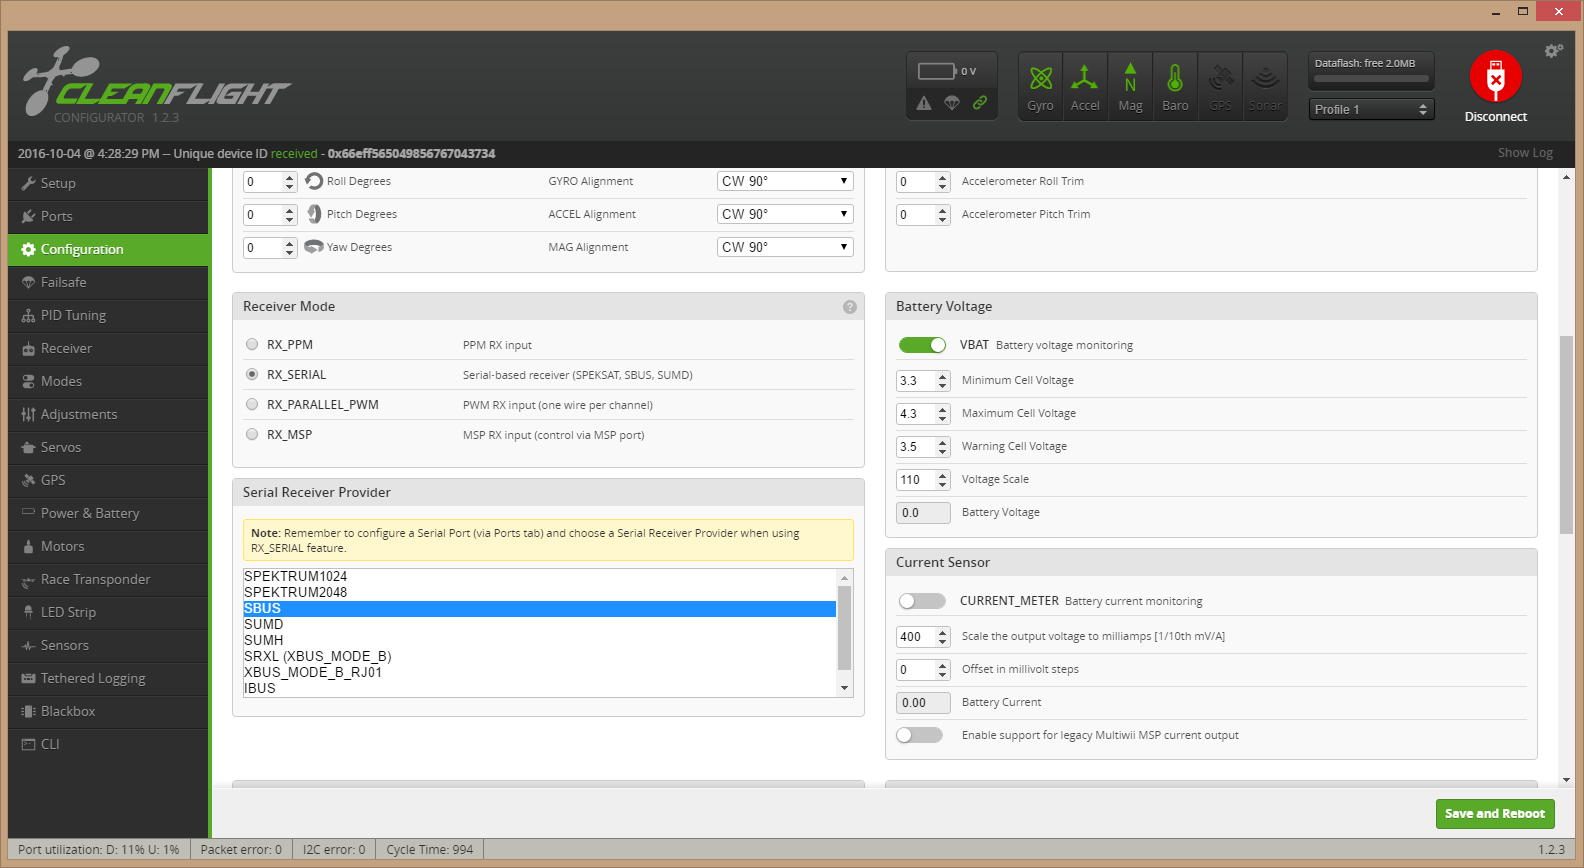 CLEANFLIGHT
CONFIGURATOR 1.2.3
0 V
Gyro Accel Mag Baro GPS Sonar
N
Dataflash: free 2.0MB
Profile 1
Disconnect
2016-10-04 @ 4:28:29 PM -- Unique device ID received - 0x66eff565049856767043734
Show Log
Setup
Ports
Configuration
Failsafe
PID Tuning
Receiver
Modes
Adjustments
Servos
GPS
Power & Battery
Motors
Race Transponder
LED Strip
Sensors
Tethered Logging
Blackbox
CLI
0 Roll Degrees GYRO Alignment CW 90°
0 Pitch Degrees ACCEL Alignment CW 90°
0 Yaw Degrees MAG Alignment CW 90°
0 Accelerometer Roll Trim
0 Accelerometer Pitch Trim
Receiver Mode ?
RX_PPM PPM RX input
RX_SERIAL Serial-based receiver (SPEKSAT, SBUS, SUMD)
RX_PARALLEL_PWM PWM RX input (one wire per channel)
RX_MSP MSP RX input (control via MSP port)
Serial Receiver Provider
Note: Remember to configure a Serial Port (via Ports tab) and choose a Serial Receiver Provider when using
RX_SERIAL feature.
SPEKTRUM1024
SPEKTRUM2048
SBUS
SUMD
SUMH
SRXL (XBUS_MODE_B)
XBUS_MODE_B_RJ01
IBUS
Battery Voltage
VBAT Battery voltage monitoring
3.3 Minimum Cell Voltage
4.3 Maximum Cell Voltage
3.5 Warning Cell Voltage
110 Voltage Scale
0.0 Battery Voltage
Current Sensor
CURRENT_METER Battery current monitoring
400 Scale the output voltage to milliamps [1/10th mV/A]
0 Offset in millivolt steps
0.00 Battery Current
Enable support for legacy Multiwii MSP current output
Save and Reboot
Port utilization: D: 11% U: 1% Packet error: 0 I2C error: 0 Cycle Time: 994 1.2.3